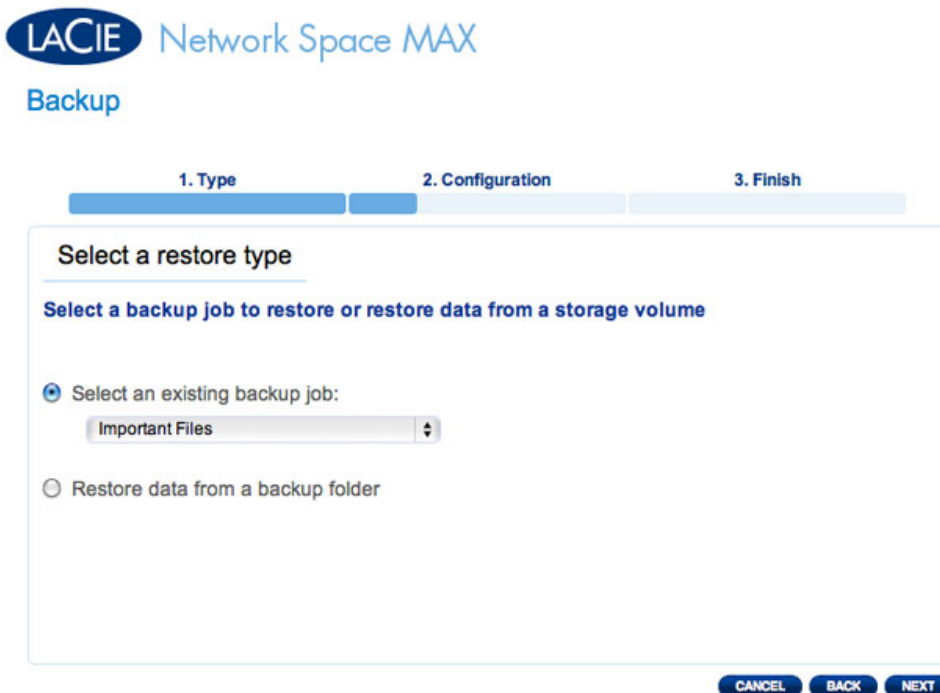 LACIE Network Space MAX
Backup
1. Type 2. Configuration 3. Finish
Select a restore type
Select a backup job to restore or restore data from a storage volume
Select an existing backup job:
Important Files
Restore data from a backup folder
CANCEL BACK NEXT